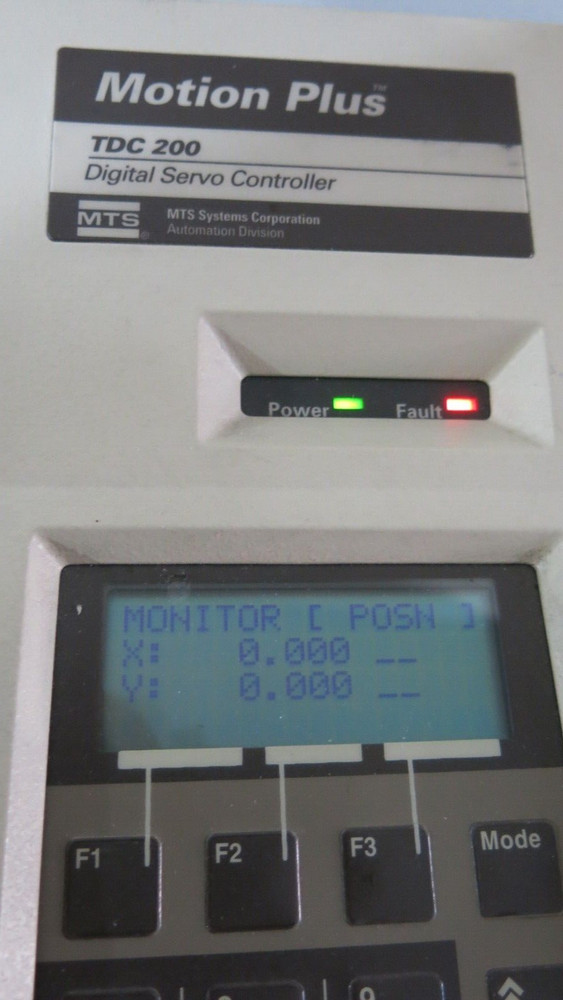 Motion Plus™
TDC 200
Digital Servo Controller
MTS® MTS Systems Corporation
Automation Division
Power Fault
MONITOR [ POSN ]
X: 0.000 __
Y: 0.000 __
F1 F2 F3 Mode